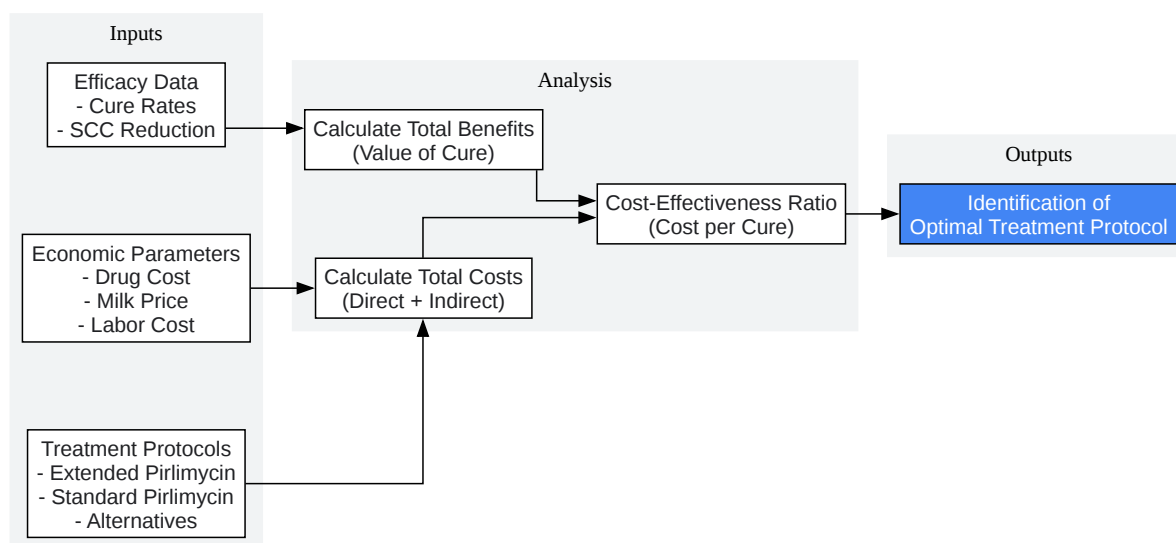 Inputs
Efficacy Data
- Cure Rates
- SCC Reduction
Economic Parameters
- Drug Cost
- Milk Price
- Labor Cost
Treatment Protocols
- Extended Pirlimycin
- Standard Pirlimycin
- Alternatives
Analysis
Calculate Total Benefits
(Value of Cure)
Calculate Total Costs
(Direct + Indirect)
Cost-Effectiveness Ratio
(Cost per Cure)
Outputs
Identification of
Optimal Treatment Protocol